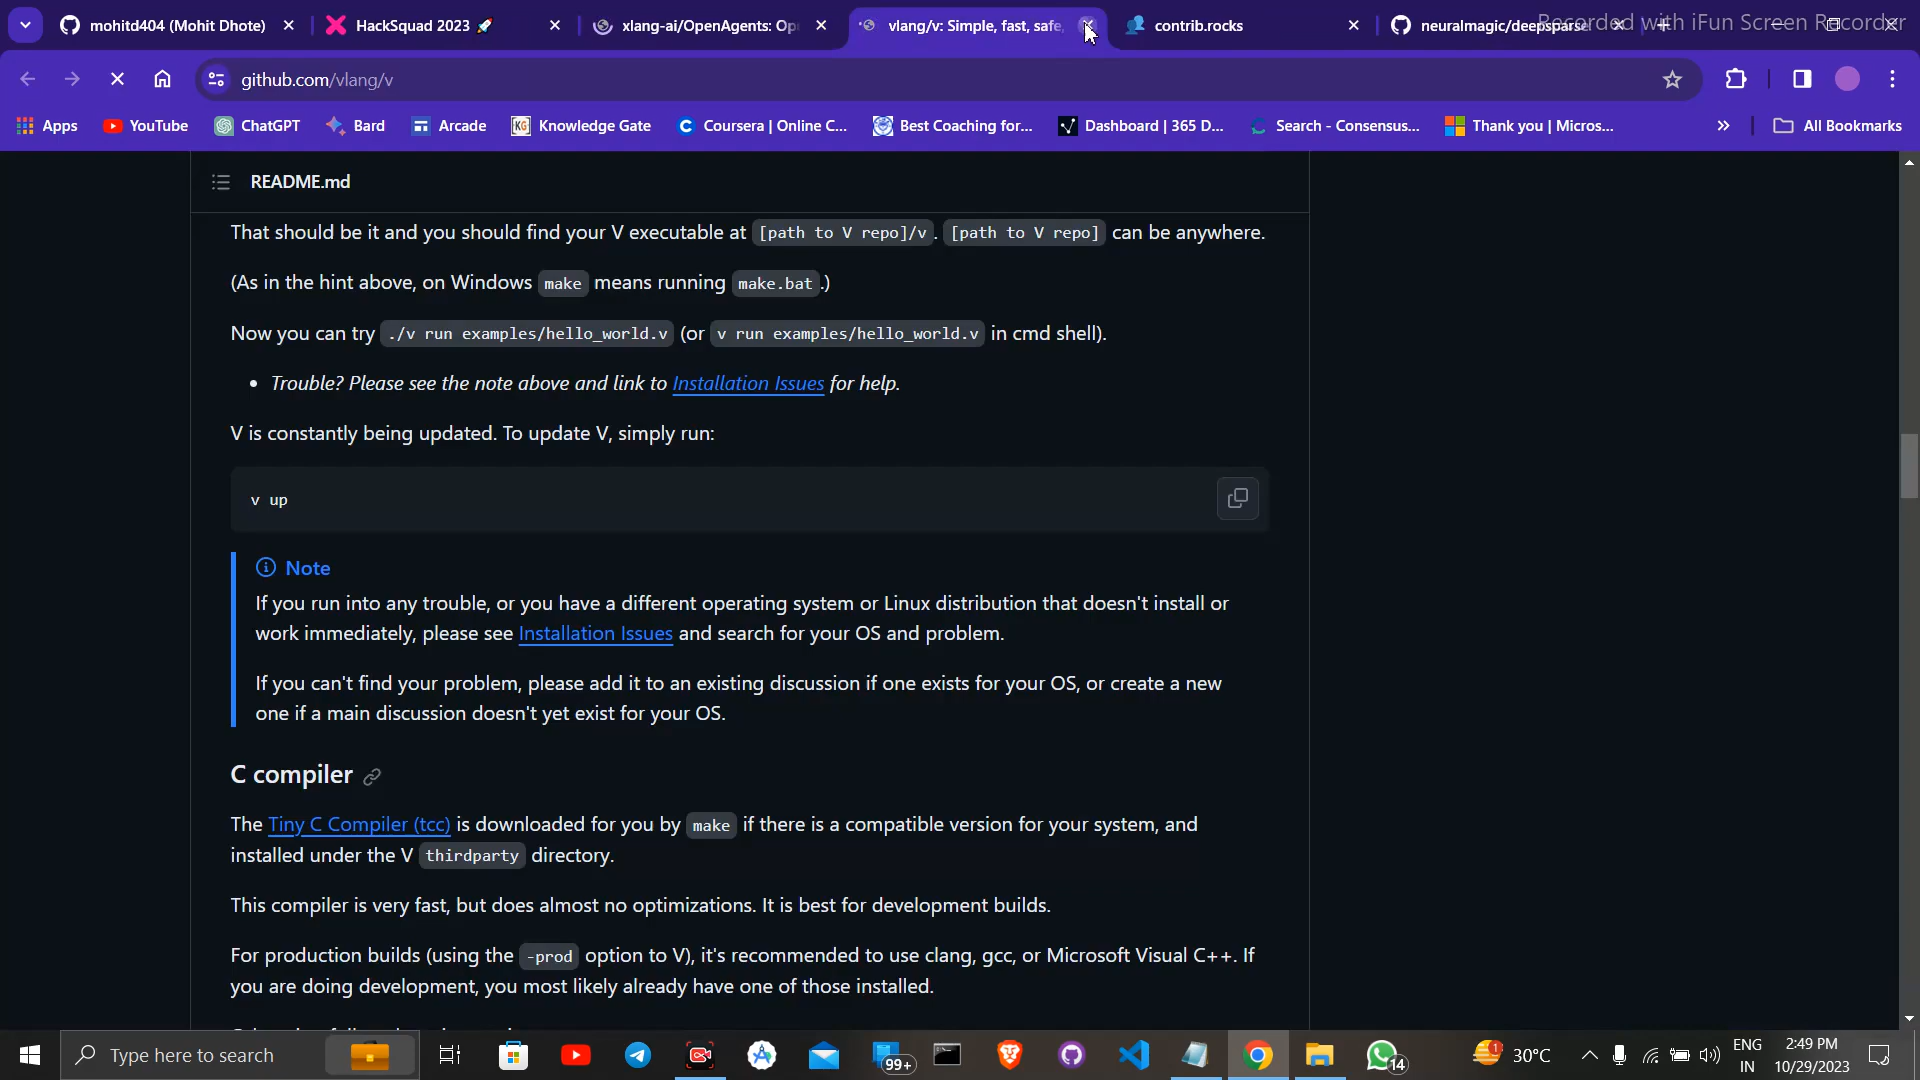 mohitd404 (Mohit Dhote)
HackSquad 2023 🚀
xlang-ai/OpenAgents: Op
vlang/v: Simple, fast, safe,
contrib.rocks
neuralmagic/deepsparse
Recorded with iFun Screen Recorder
github.com/vlang/v
Apps
YouTube
ChatGPT
Bard
Arcade
KG Knowledge Gate
Coursera | Online C...
Best Coaching for...
Dashboard | 365 D...
Search - Consensus...
Thank you | Micros...
All Bookmarks
README.md
That should be it and you should find your V executable at [path to V repo]/v. [path to V repo] can be anywhere.
(As in the hint above, on Windows make means running make.bat.)
Now you can try ./v run examples/hello_world.v (or v run examples/hello_world.v in cmd shell).
• Trouble? Please see the note above and link to Installation Issues for help.
V is constantly being updated. To update V, simply run:
v up
Note
If you run into any trouble, or you have a different operating system or Linux distribution that doesn't install or
work immediately, please see Installation Issues and search for your OS and problem.
If you can't find your problem, please add it to an existing discussion if one exists for your OS, or create a new
one if a main discussion doesn't yet exist for your OS.
C compiler
The Tiny C Compiler (tcc) is downloaded for you by make if there is a compatible version for your system, and
installed under the V thirdparty directory.
This compiler is very fast, but does almost no optimizations. It is best for development builds.
For production builds (using the -prod option to V), it's recommended to use clang, gcc, or Microsoft Visual C++. If
you are doing development, you most likely already have one of those installed.
Type here to search
99+
14
1
30°C
ENG
IN
2:49 PM
10/29/2023